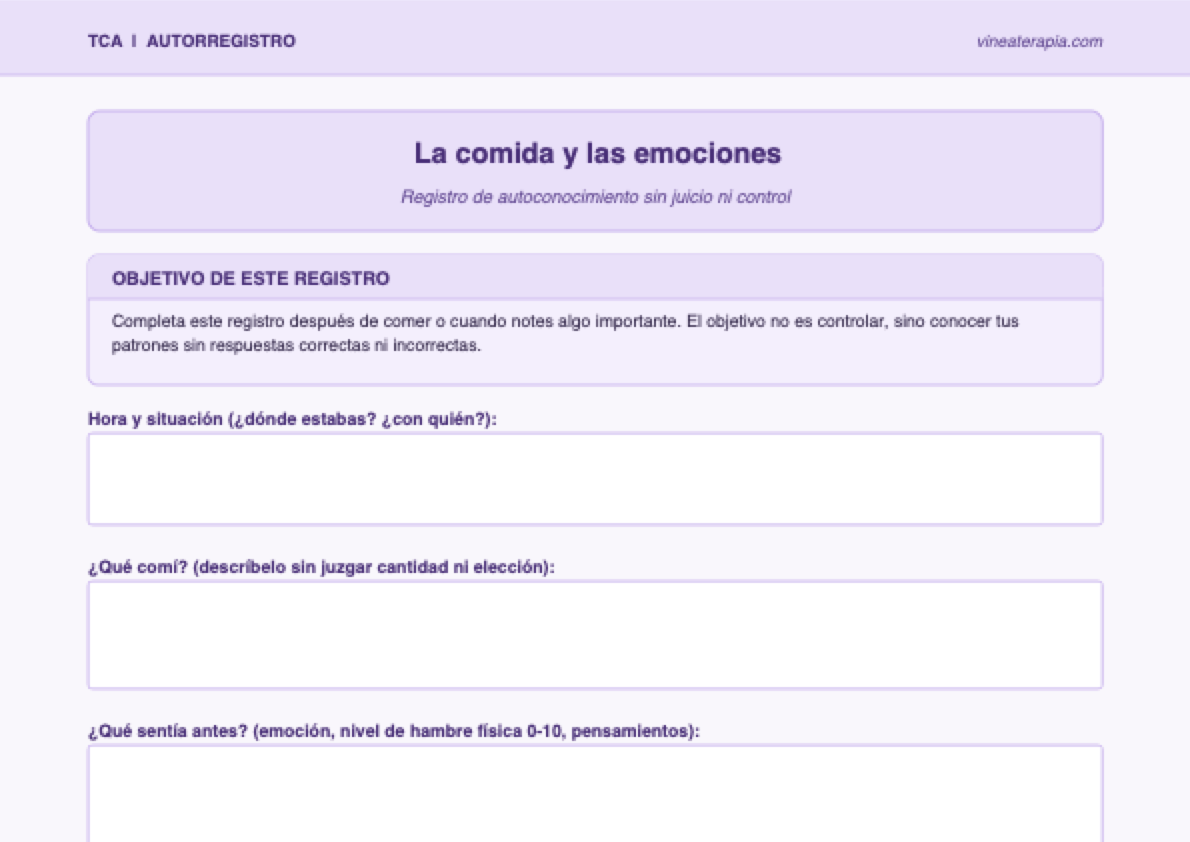 TCA | AUTORREGISTRO
vineaterapia.com
La comida y las emociones
Registro de autoconocimiento sin juicio ni control
OBJETIVO DE ESTE REGISTRO
Completa este registro después de comer o cuando notes algo importante. El objetivo no es controlar, sino conocer tus
patrones sin respuestas correctas ni incorrectas.
Hora y situación (¿dónde estabas? ¿con quién?):
¿Qué comí? (descríbelo sin juzgar cantidad ni elección):
¿Qué sentía antes? (emoción, nivel de hambre física 0-10, pensamientos):